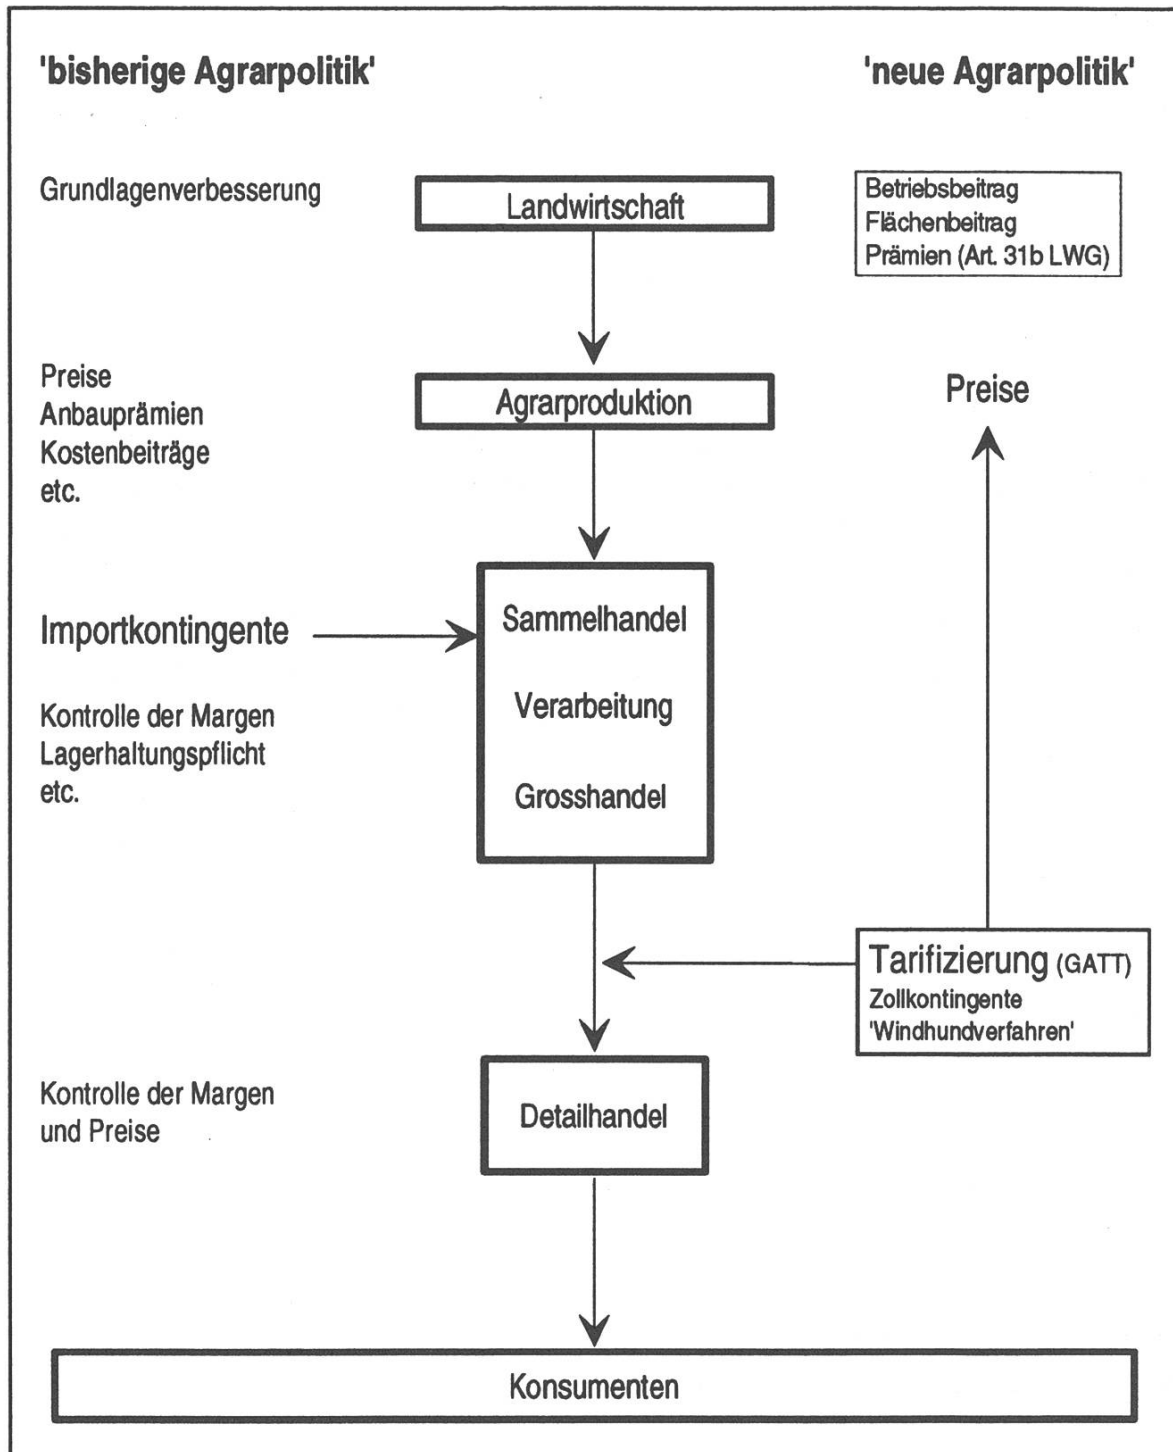 'bisherige Agrarpolitik'
'neue Agrarpolitik'
Grundlagenverbesserung
Landwirtschaft
Betriebsbeitrag
Flächenbeitrag
Prämien (Art. 31b LWG)
Preise
Anbauprämien
Kostenbeiträge
etc.
Agrarproduktion
Preise
Importkontingente
Kontrolle der Margen
Lagerhaltungspflicht
etc.
Sammelhandel
Verarbeitung
Grosshandel
Tarifizierung (GATT)
Zollkontingente
'Windhundverfahren'
Kontrolle der Margen
und Preise
Detailhandel
Konsumenten